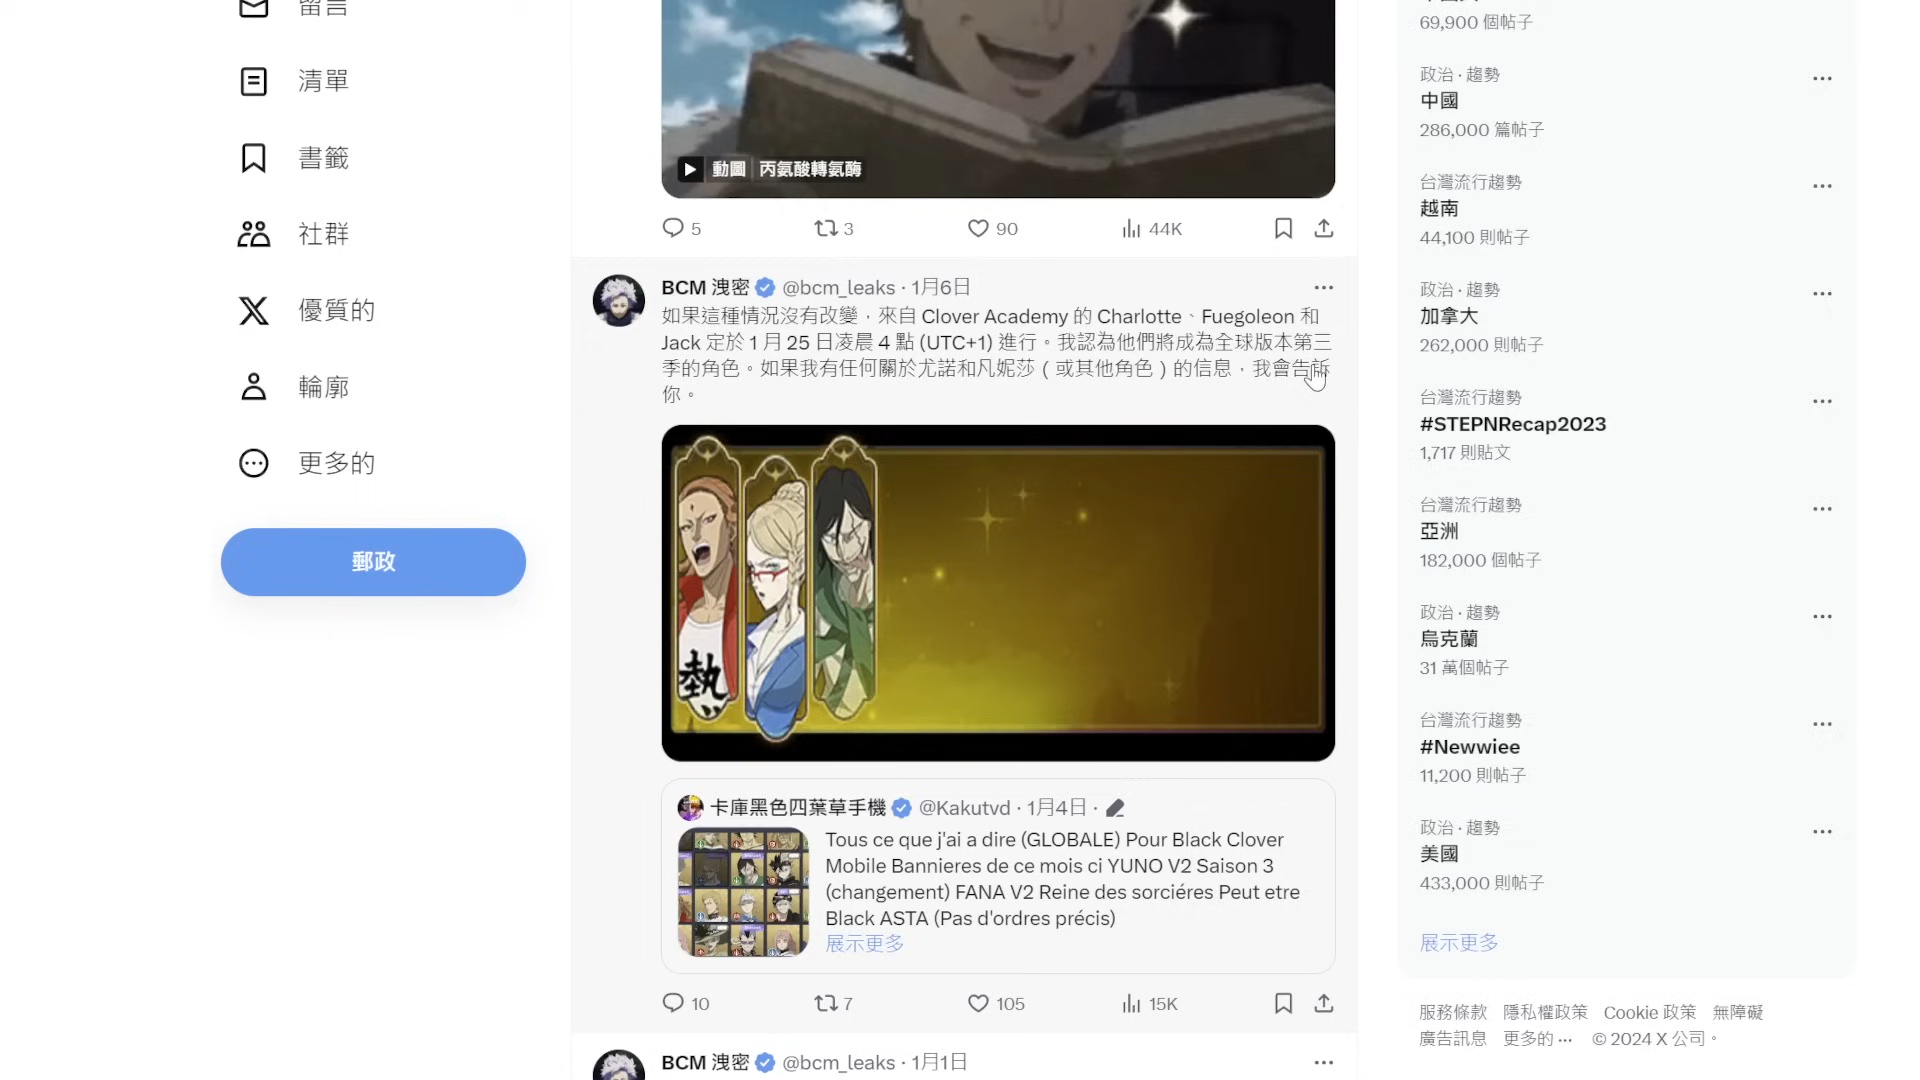 留言
清單
書籤
社群
優質的
輪廓
更多的
郵政
動圖 丙氨酸轉氨酶
5 3 90 44K
BCM 洩密 @bcm_leaks · 1月6日
如果這種情況沒有改變，來自 Clover Academy 的 Charlotte、Fuegoleon 和
Jack 定於 1 月 25 日凌晨 4 點 (UTC+1) 進行。我認為他們將成為全球版本第三
季的角色。如果我有任何關於尤諾和凡妮莎（或其他角色）的信息，我會告訴
你。
熱
卡庫黑色四葉草手機 @Kakutvd · 1月4日 ·
Tous ce que j'ai a dire (GLOBALE) Pour Black Clover
Mobile Bannieres de ce mois ci YUNO V2 Saison 3
(changement) FANA V2 Reine des sorciéres Peut etre
Black ASTA (Pas d'ordres précis)
展示更多
10 7 105 15K
BCM 洩密 @bcm_leaks · 1月1日
69,900 個帖子
政治 · 趨勢
中國
286,000 篇帖子
台灣流行趨勢
越南
44,100 則帖子
政治 · 趨勢
加拿大
262,000 則帖子
台灣流行趨勢
#STEPNRecap2023
1,717 則貼文
台灣流行趨勢
亞洲
182,000 個帖子
政治 · 趨勢
烏克蘭
31 萬個帖子
台灣流行趨勢
#Newwiee
11,200 則帖子
政治 · 趨勢
美國
433,000 則帖子
展示更多
服務條款 隱私權政策 Cookie 政策 無障礙
廣告訊息 更多的 ··· © 2024 X 公司。